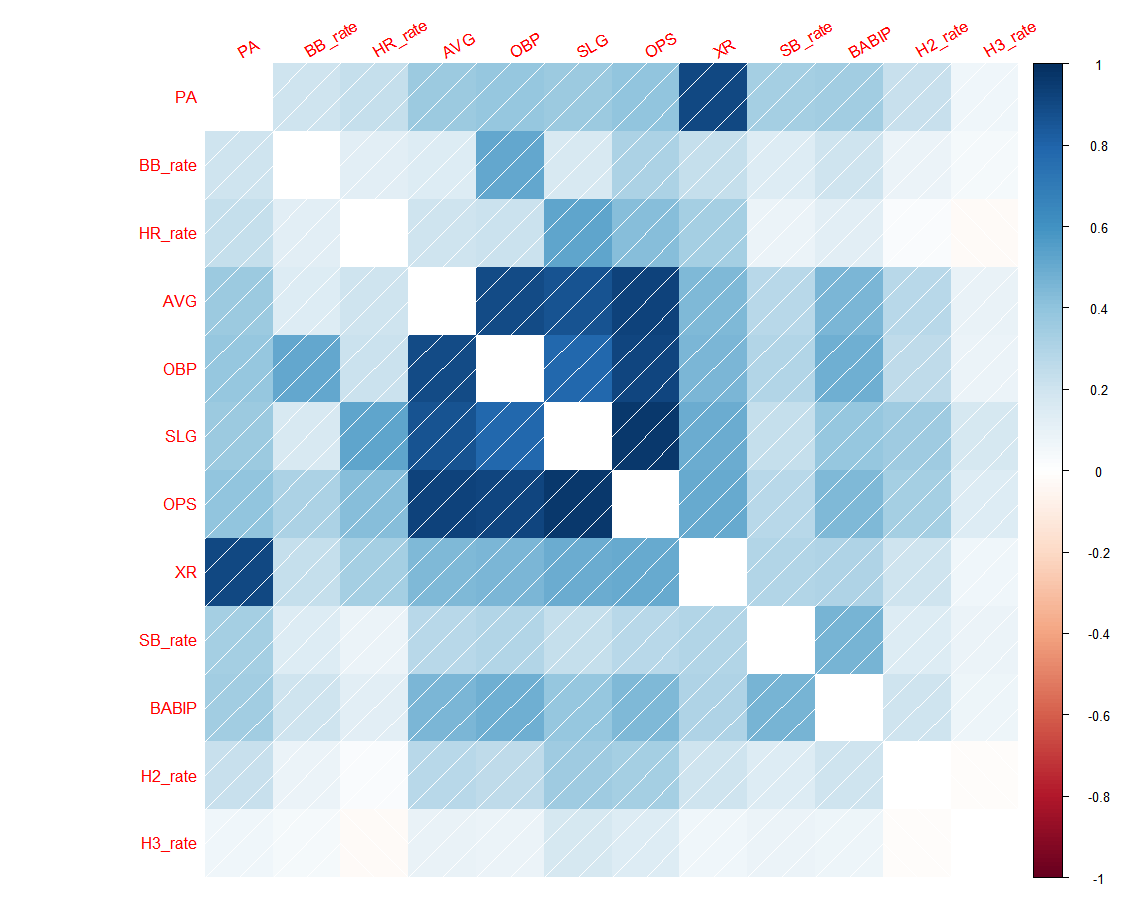 PA BB_rate HR_rate AVG OBP SLG OPS XR SB_rate BABIP H2_rate H3_rate
PA
BB_rate
HR_rate
AVG
OBP
SLG
OPS
XR
SB_rate
BABIP
H2_rate
H3_rate
1
0.8
0.6
0.4
0.2
0
-0.2
-0.4
-0.6
-0.8
-1